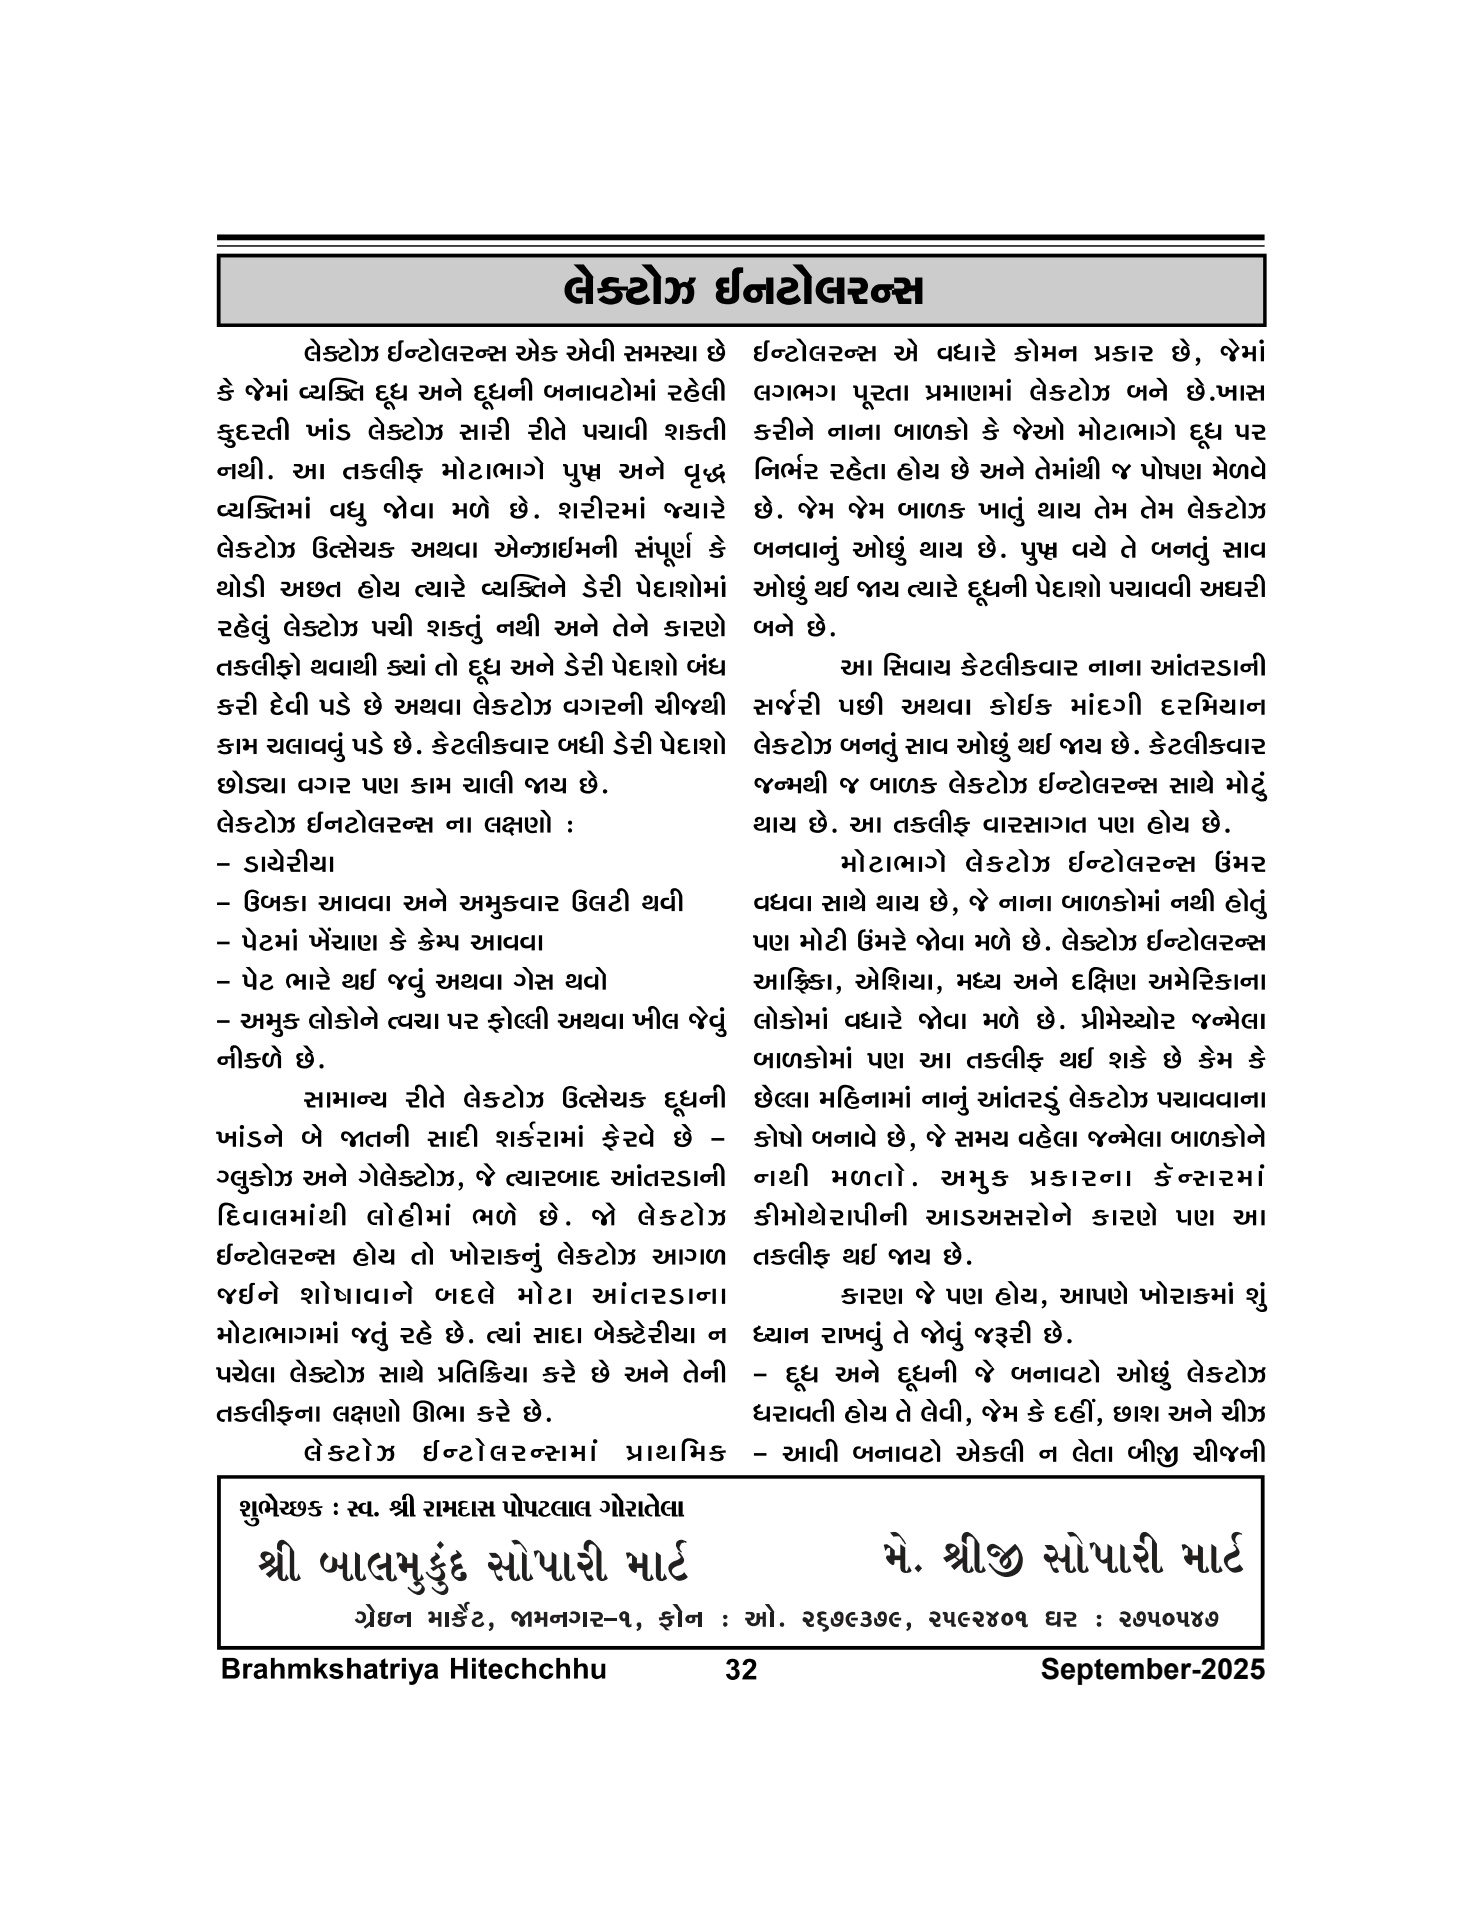 લેક્ટોઝ ઈનટોલરન્સ
લેક્ટોઝ ઈન્ટોલરન્સ એક એવી સમસ્યા છે
કે જેમાં વ્યક્તિ દૂધ અને દૂધની બનાવટોમાં રહેલી
કુદરતી ખાંડ લેક્ટોઝ સારી રીતે પચાવી શકતી
નથી. આ તકલીફ મોટાભાગે પુખ્ત અને વૃદ્ધ
વ્યક્તિમાં વધુ જોવા મળે છે. શરીરમાં જ્યારે
લેકટોઝ ઉત્સેચક અથવા એન્ઝાઈમની સંપૂર્ણ કે
થોડી અછત હોય ત્યારે વ્યક્તિને ડેરી પેદાશોમાં
રહેલું લેક્ટોઝ પચી શક્તું નથી અને તેને કારણે
તકલીફો થવાથી ક્યાં તો દૂધ અને ડેરી પેદાશો બંધ
કરી દેવી પડે છે અથવા લેકટોઝ વગરની ચીજથી
કામ ચલાવવું પડે છે. કેટલીકવાર બધી ડેરી પેદાશો
છોડ્યા વગર પણ કામ ચાલી જાય છે.
લેકટોઝ ઈનટોલરન્સ ના લક્ષણો :
– ડાયેરીયા
– ઉબકા આવવા અને અમુકવાર ઉલટી થવી
– પેટમાં ખેંચાણ કે ક્રેમ્પ આવવા
– પેટ ભારે થઈ જવું અથવા ગેસ થવો
– અમુક લોકોને ત્વચા પર ફોલ્લી અથવા ખીલ જેવું
નીકળે છે.
સામાન્ય રીતે લેકટોઝ ઉત્સેચક દૂધની
ખાંડને બે જાતની સાદી શર્કરામાં ફેરવે છે –
ગ્લુકોઝ અને ગેલેક્ટોઝ, જે ત્યારબાદ આંતરડાની
દિવાલમાંથી લોહીમાં ભળે છે. જો લેકટોઝ
ઈન્ટોલરન્સ હોય તો ખોરાકનું લેકટોઝ આગળ
જઈને શોષાવાને બદલે મોટા આંતરડાના
મોટાભાગમાં જતું રહે છે. ત્યાં સાદા બેક્ટેરીયા ન
પચેલા લેક્ટોઝ સાથે પ્રતિક્રિયા કરે છે અને તેની
તકલીફના લક્ષણો ઊભા કરે છે.
લેક્ટોઝ ઈન્ટોલરન્સમાં પ્રાથમિક
ઈન્ટોલરન્સ એ વધારે કોમન પ્રકાર છે, જેમાં
લગભગ પૂરતા પ્રમાણમાં લેકટોઝ બને છે.ખાસ
કરીને નાના બાળકો કે જેઓ મોટાભાગે દૂધ પર
નિર્ભર રહેતા હોય છે અને તેમાંથી જ પોષણ મેળવે
છે. જેમ જેમ બાળક ખાતું થાય તેમ તેમ લેકટોઝ
બનવાનું ઓછું થાય છે. પુખ્ત વયે તે બનતું સાવ
ઓછું થઈ જાય ત્યારે દૂધની પેદાશો પચાવવી અઘરી
બને છે.
આ સિવાય કેટલીકવાર નાના આંતરડાની
સર્જરી પછી અથવા કોઈક માંદગી દરમિયાન
લેકટોઝ બનતું સાવ ઓછું થઈ જાય છે. કેટલીકવાર
જન્મથી જ બાળક લેકટોઝ ઈન્ટોલરન્સ સાથે મોટું
થાય છે. આ તકલીફ વારસાગત પણ હોય છે.
મોટાભાગે લેકટોઝ ઈન્ટોલરન્સ ઉંમર
વધવા સાથે થાય છે, જે નાના બાળકોમાં નથી હોતું
પણ મોટી ઉંમરે જોવા મળે છે. લેક્ટોઝ ઈન્ટોલરન્સ
આફ્રિકા, એશિયા, મધ્ય અને દક્ષિણ અમેરિકાના
લોકોમાં વધારે જોવા મળે છે. પ્રીમેચ્યોર જન્મેલા
બાળકોમાં પણ આ તકલીફ થઈ શકે છે કેમ કે
છેલ્લા મહિનામાં નાનું આંતરડું લેકટોઝ પચાવવાના
કોષો બનાવે છે, જે સમય વહેલા જન્મેલા બાળકોને
નથી મળતો. અમુક પ્રકારના કૅન્સરમાં
કીમોથેરાપીની આડઅસરોને કારણે પણ આ
તકલીફ થઈ જાય છે.
કારણ જે પણ હોય, આપણે ખોરાકમાં શું
ધ્યાન રાખવું તે જોવું જરૂરી છે.
– દૂધ અને દૂધની જે બનાવટો ઓછું લેકટોઝ
ધરાવતી હોય તે લેવી, જેમ કે દહીં, છાશ અને ચીઝ
– આવી બનાવટો એકલી ન લેતા બીજી ચીજની
શુભેચ્છક : સ્વ. શ્રી રામદાસ પોપટલાલ ગોરાતેલા
શ્રી બાલમુકુંદ સોપારી માર્ટ
મે. શ્રીજી સોપારી માર્ટ
ગ્રેઇન માર્કેટ, જામનગર–૧, ફોન : ઓ. ૨૬૭૯૩૭૯, ૨૫૯૨૪૦૧ ઘર : ૨૭૫૦૫૪૭
Brahmkshatriya Hitechchhu 32 September-2025